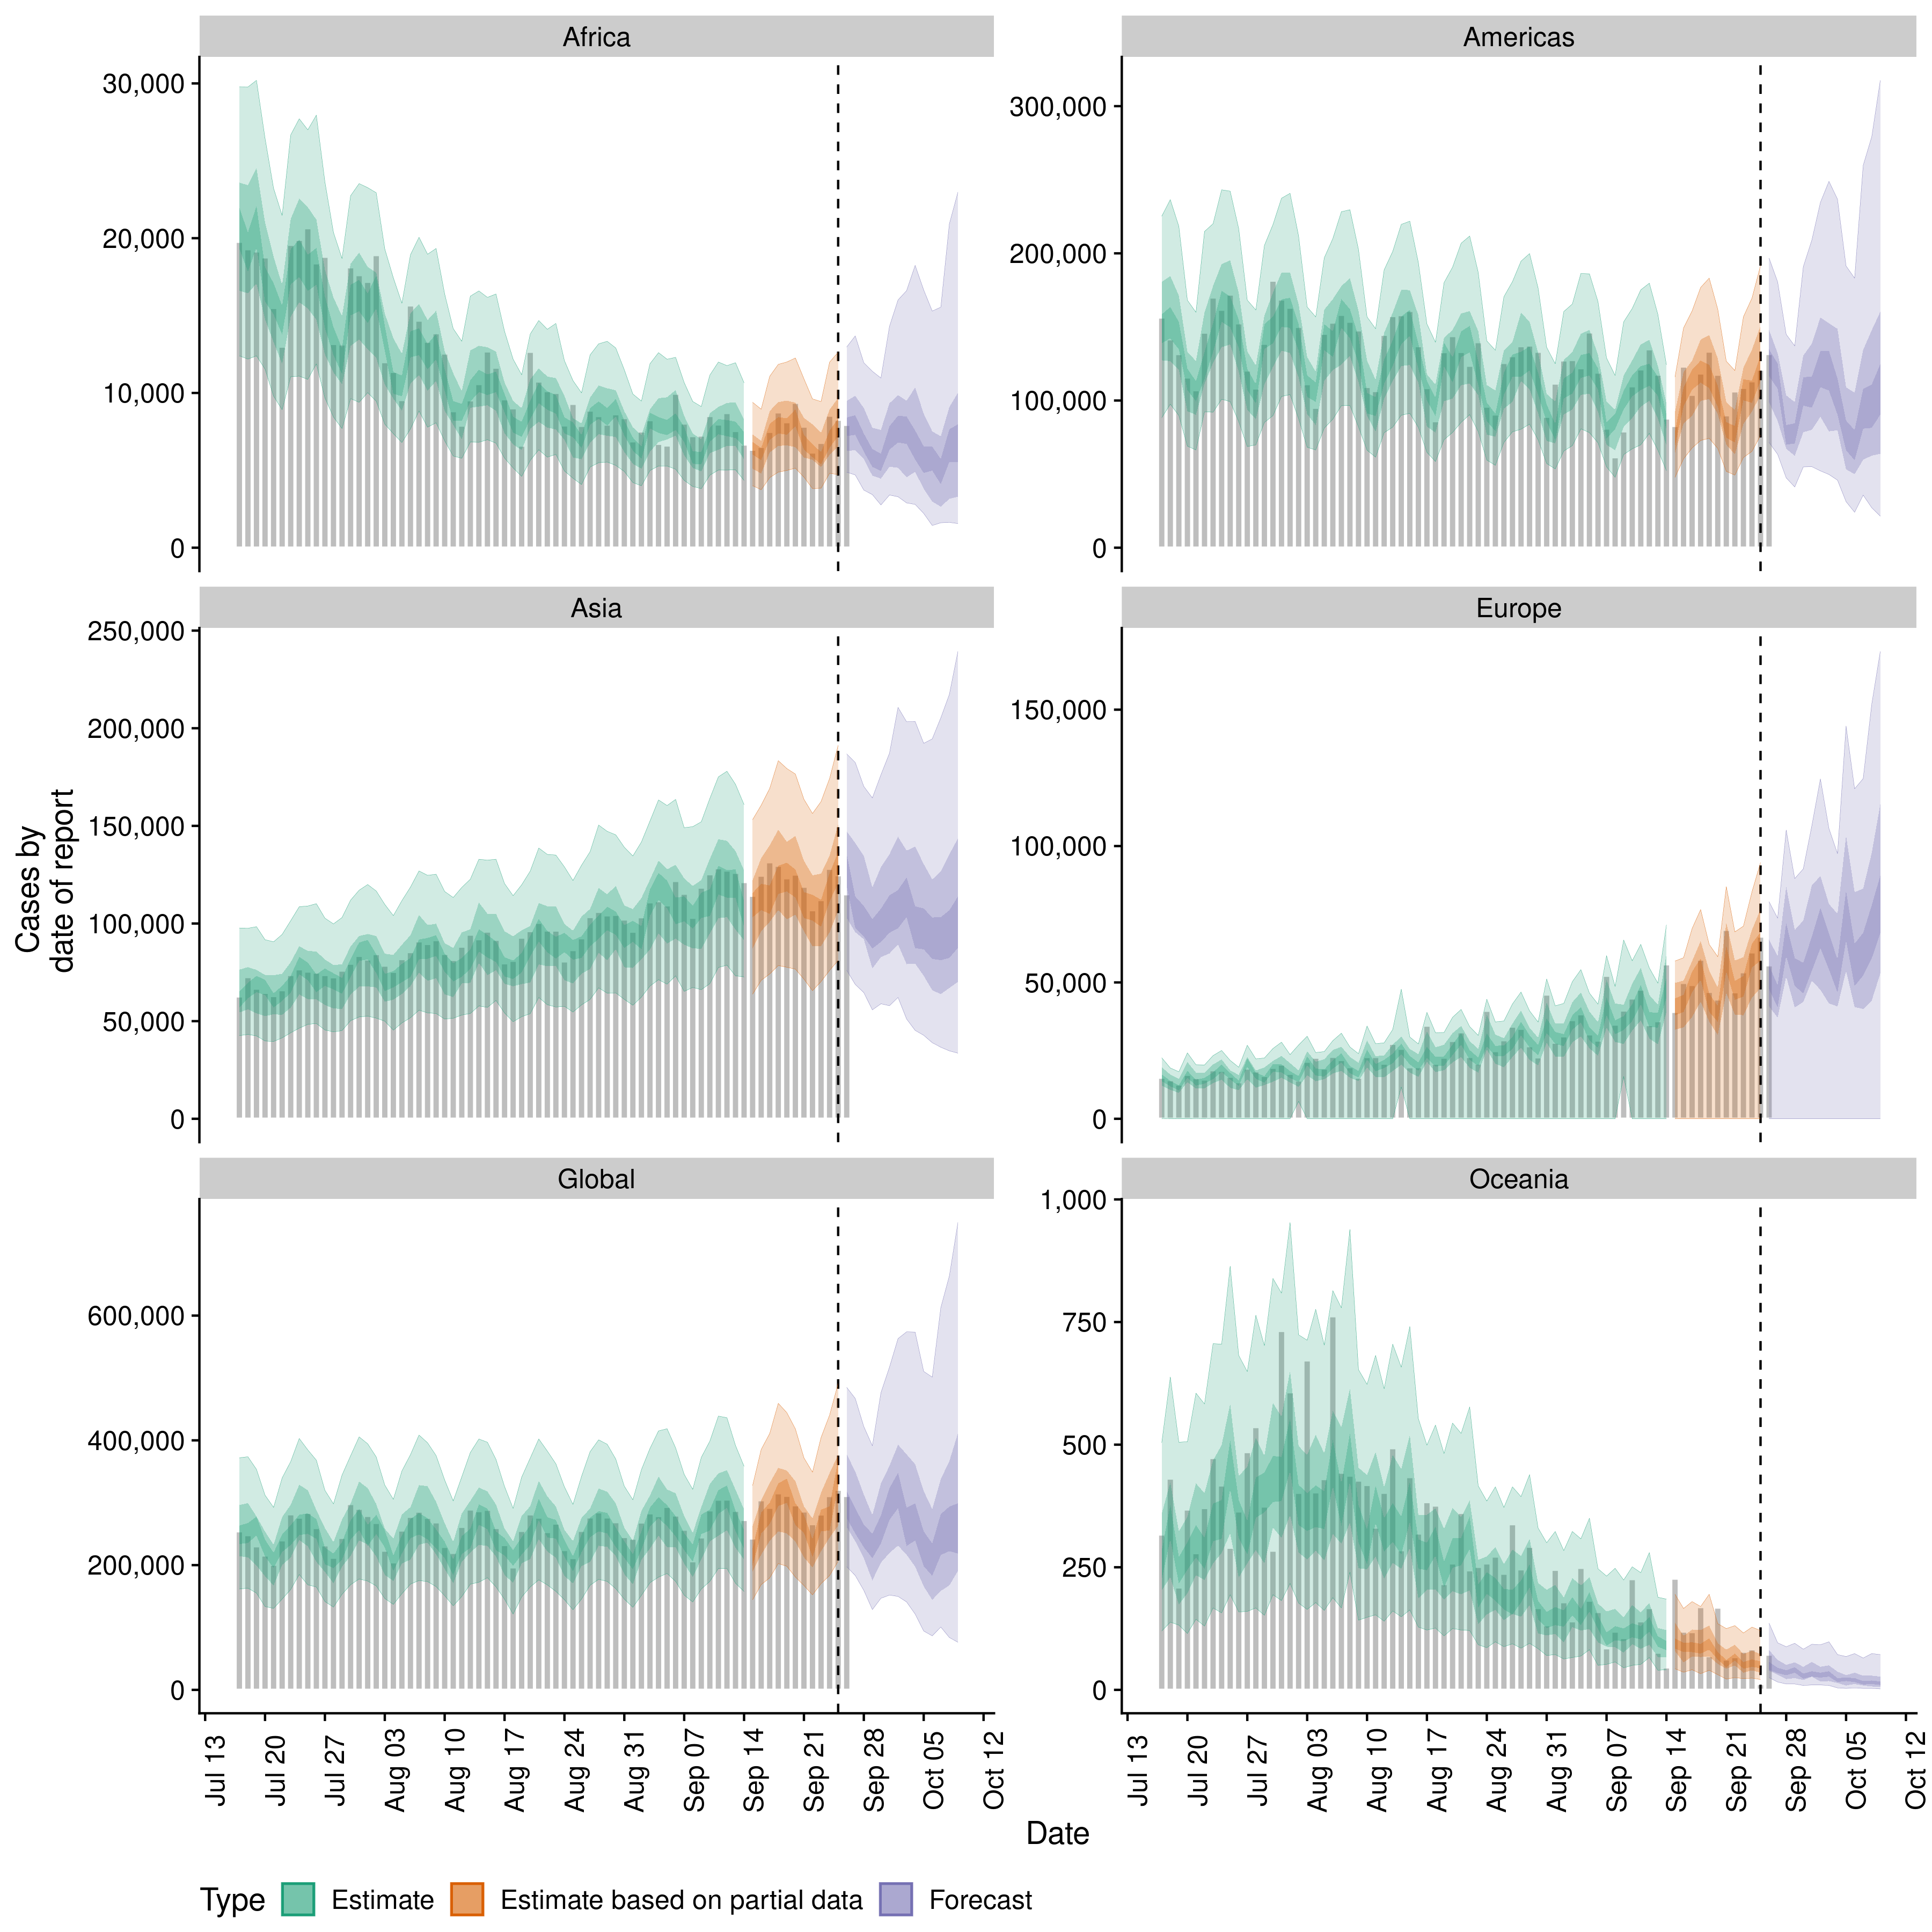 Africa
Americas
30,000
20,000
10,000
0
300,000
200,000
100,000
0
Asia
Europe
250,000
200,000
150,000
100,000
50,000
0
150,000
100,000
50,000
0
Cases by
date of report
Global
Oceania
600,000
400,000
200,000
0
1,000
750
500
250
0
Jul 13
Jul 20
Jul 27
Aug 03
Aug 10
Aug 17
Aug 24
Aug 31
Sep 07
Sep 14
Sep 21
Sep 28
Oct 05
Oct 12
Jul 13
Jul 20
Jul 27
Aug 03
Aug 10
Aug 17
Aug 24
Aug 31
Sep 07
Sep 14
Sep 21
Sep 28
Oct 05
Oct 12
Date
Type Estimate Estimate based on partial data Forecast